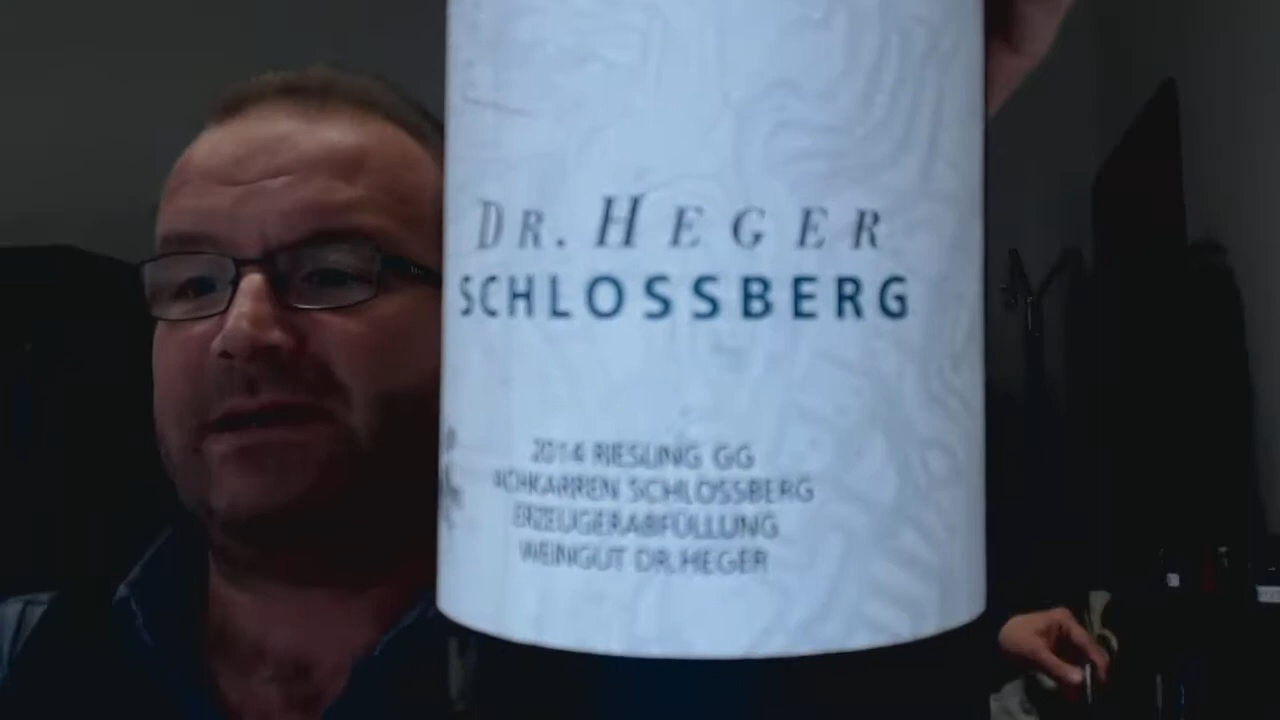 DR. HEGER
SCHLOSSBERG
2014 RIESLING GG
ACHKARREN SCHLOSSBERG
ERZEUGERABFÜLLUNG
WEINGUT DR. HEGER